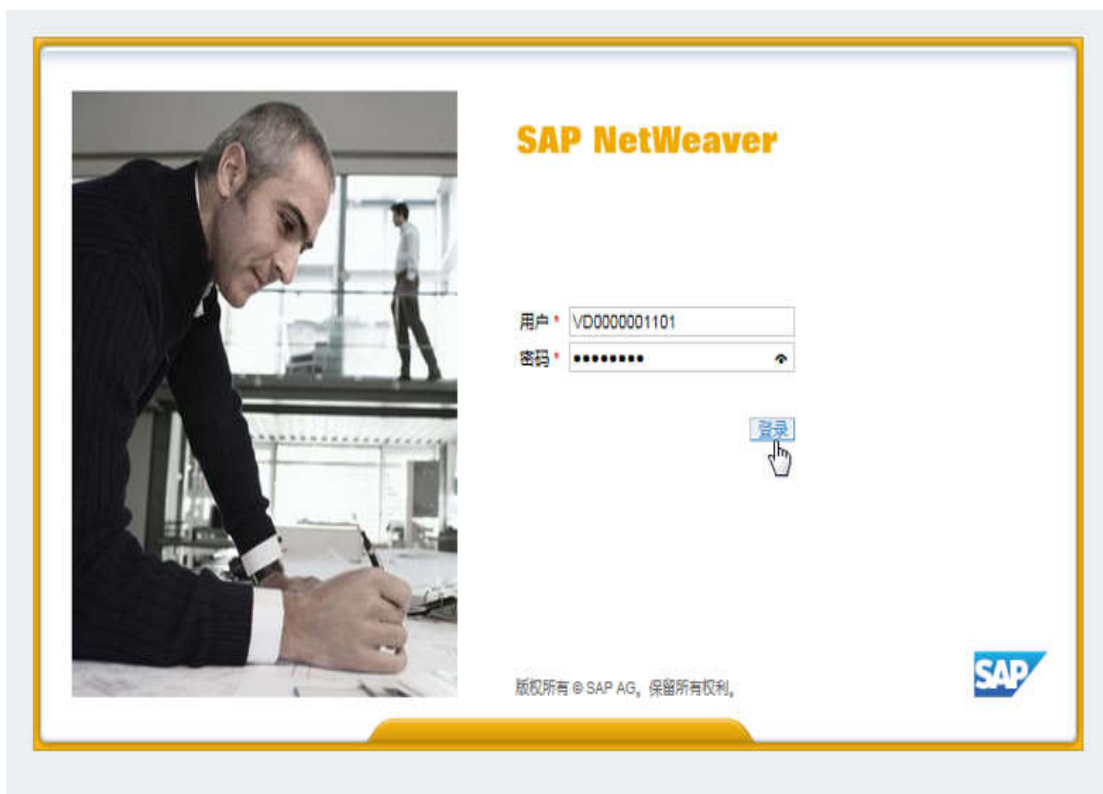 SAP NetWeaver
用户 * VD0000001101
密码 * ••••••••
登录
版权所有 © SAP AG。保留所有权利。
SAP